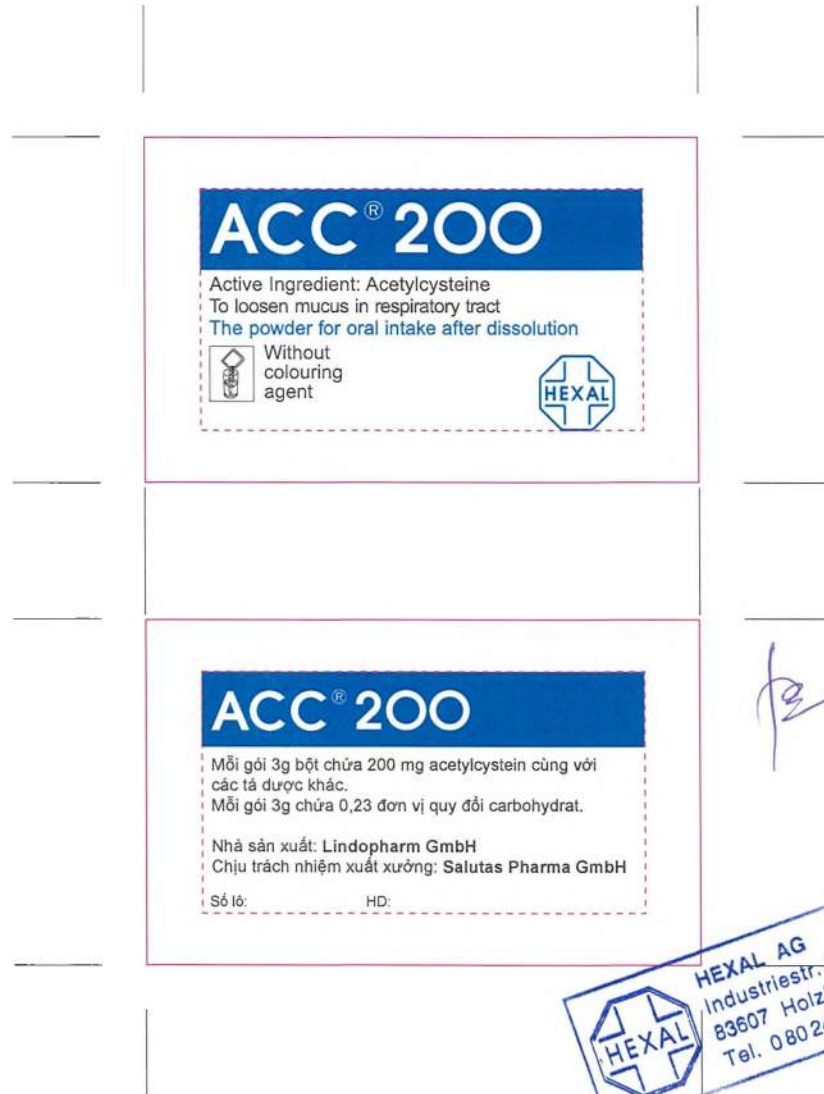 ACC® 200
Active Ingredient: Acetylcysteine
To loosen mucus in respiratory tract
The powder for oral intake after dissolution
Without
colouring
agent
HEXAL
ACC® 200
Mỗi gói 3g bột chứa 200 mg acetylcystein cùng với
các tá dược khác.
Mỗi gói 3g chứa 0,23 đơn vị quy đổi carbohydrat.
Nhà sản xuất: Lindopharm GmbH
Chịu trách nhiệm xuất xưởng: Salutas Pharma GmbH
Số lô: HD:
HEXAL
HEXAL AG
Industriestr.
83607
Tel.